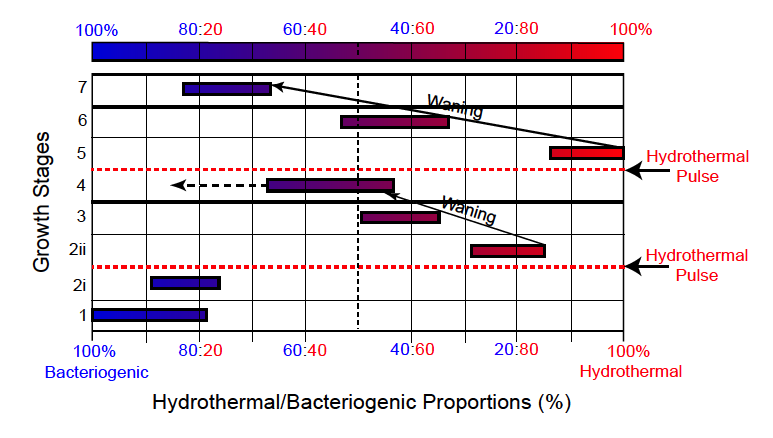 100% 80:20 60:40 40:60 20:80 100%
7
Waning
6
5
Hydrothermal
Pulse
4
Growth Stages
3
Waning
2ii
Hydrothermal
Pulse
2i
1
100% 80:20 60:40 40:60 20:80 100%
Bacteriogenic Hydrothermal
Hydrothermal/Bacteriogenic Proportions (%)